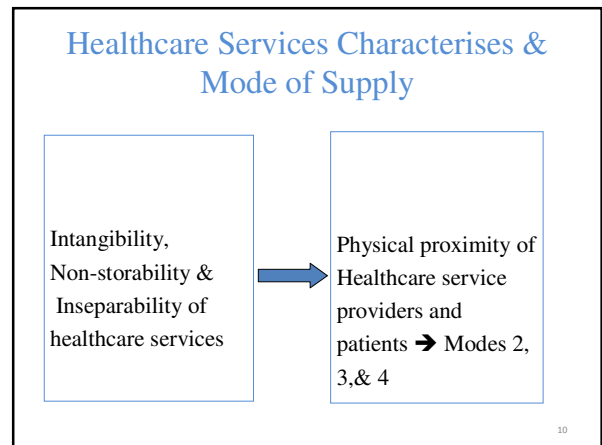 Healthcare Services Characterises &
Mode of Supply
Intangibility,
Non-storability &
Inseparability of
healthcare services
Physical proximity of
Healthcare service
providers and
patients ➔ Modes 2,
3,& 4
10